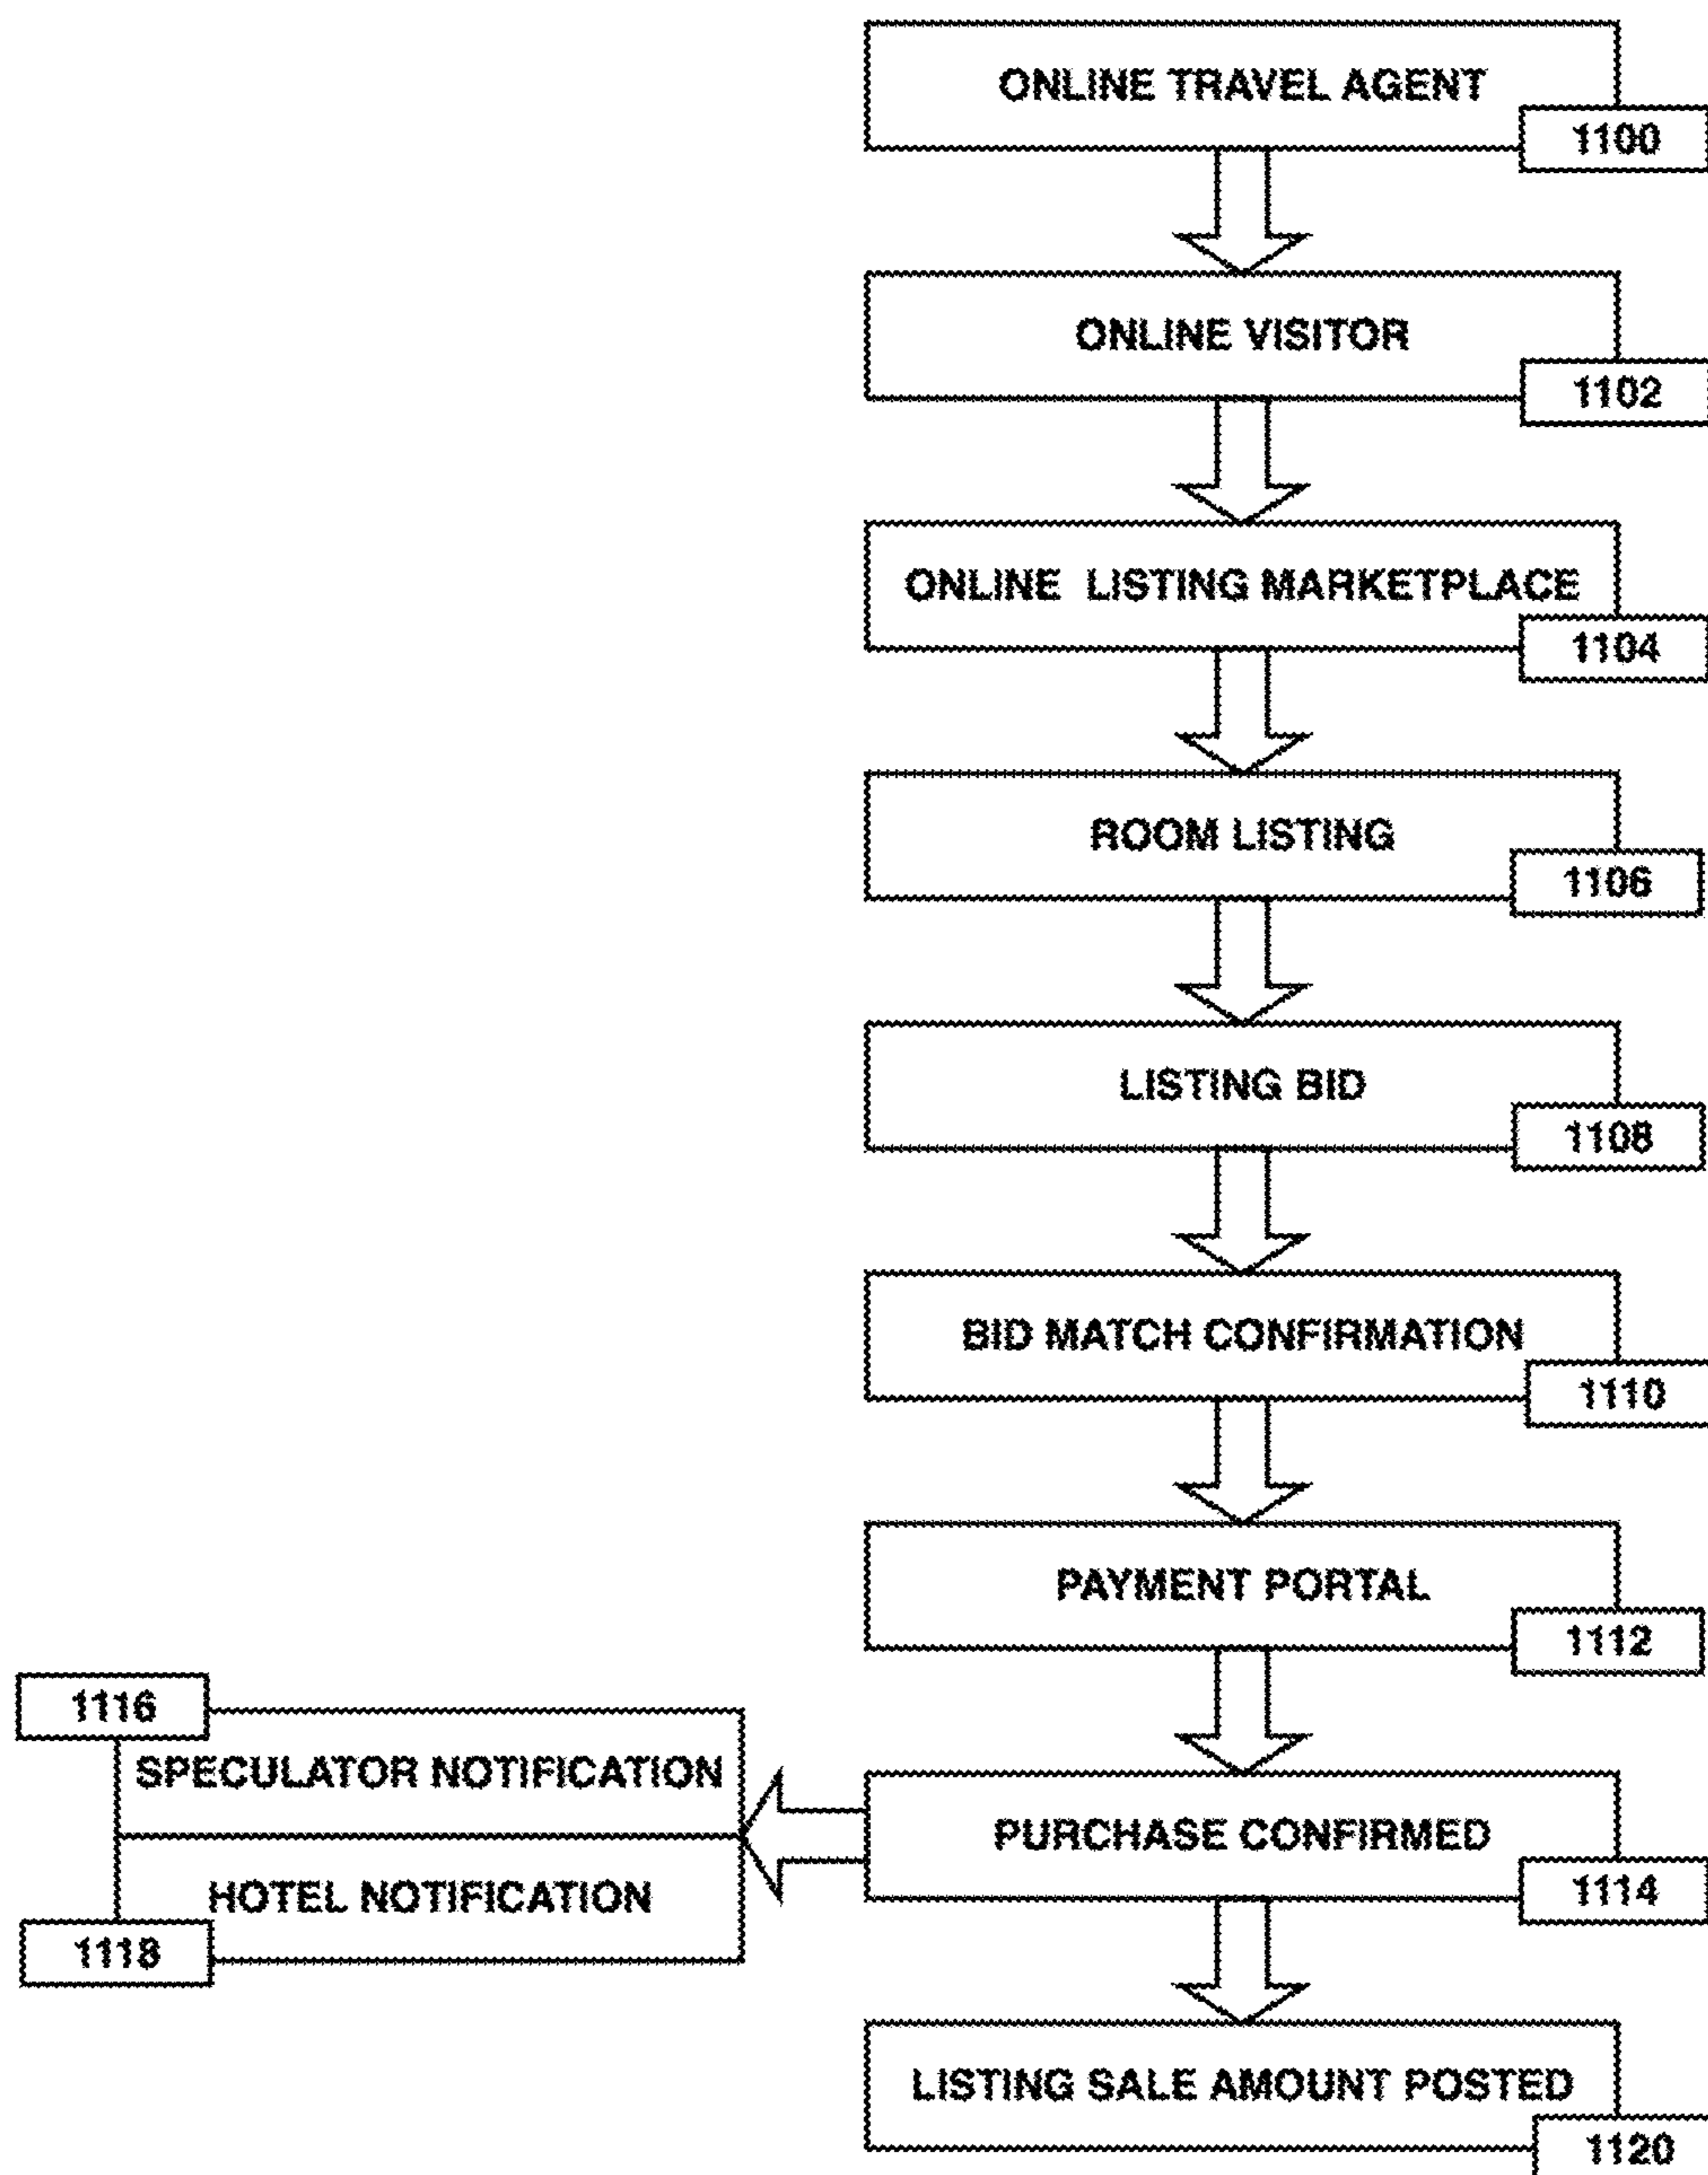 ONLINE TRAVEL AGENT
1100
ONLINE VISITOR
1102
ONLINE LISTING MARKETPLACE
1104
ROOM LISTING
1106
LISTING BID
1108
BID MATCH CONFIRMATION
1110
PAYMENT PORTAL
1112
1116
SPECULATOR NOTIFICATION
PURCHASE CONFIRMED
1114
HOTEL NOTIFICATION
1118
LISTING SALE AMOUNT POSTED
1120